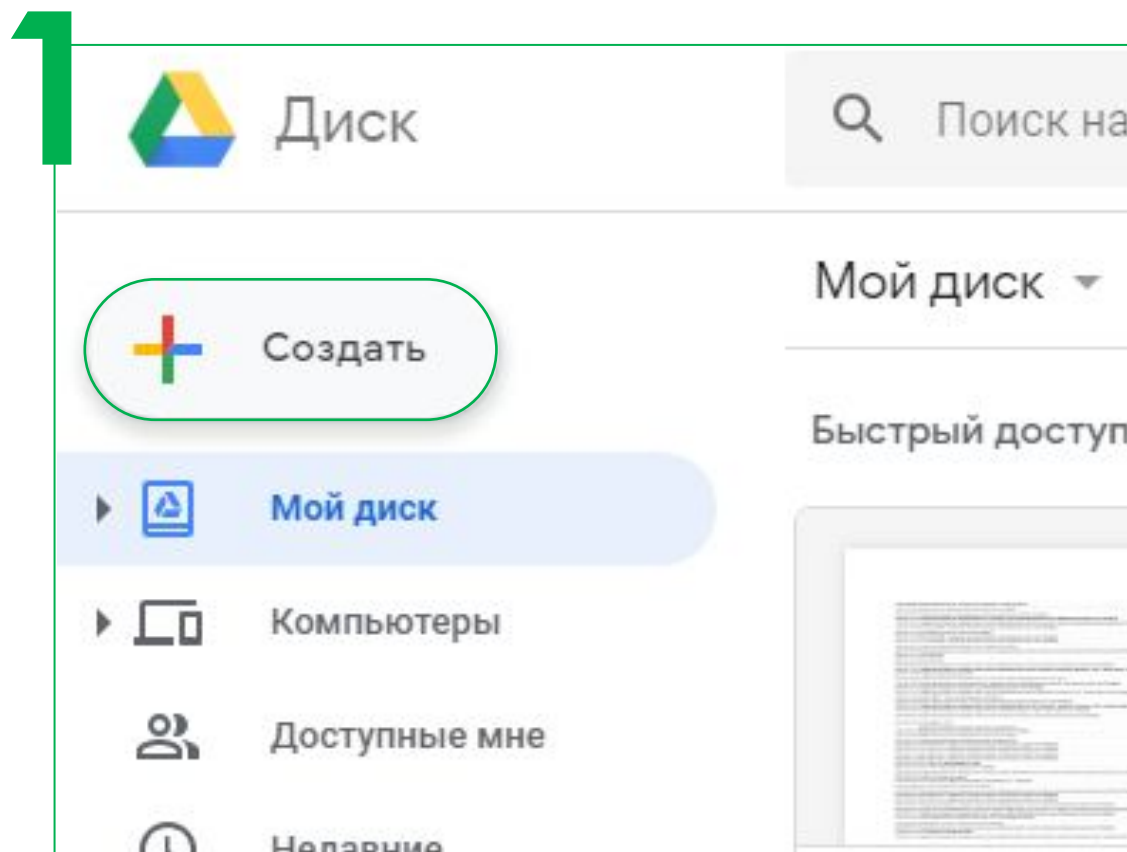 1
Диск
Поиск на
Создать
Мой диск
Компьютеры
Доступные мне
Недавние
Мой диск
Быстрый доступ